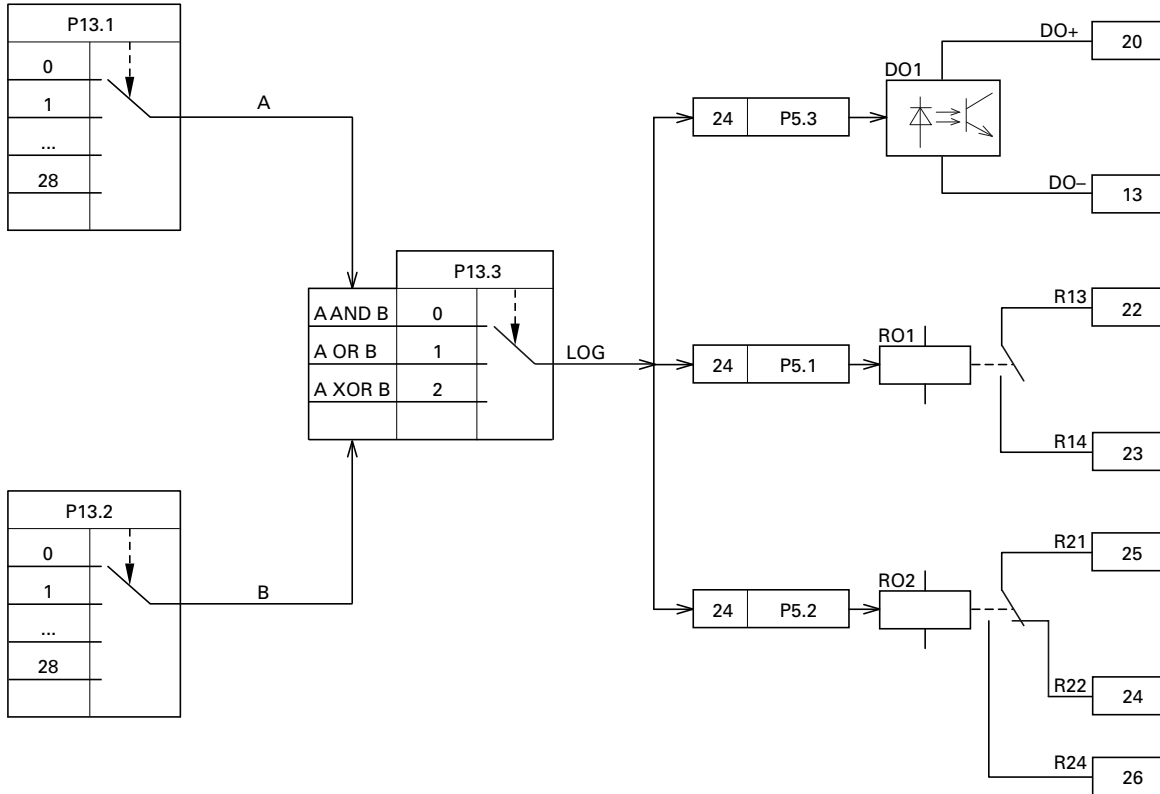 P13.1
0
1
...
28
A
P13.2
0
1
...
28
B
P13.3
A AND B 0
A OR B 1
A XOR B 2
LOG
24 P5.3
DO1
DO+ 20
DO– 13
24 P5.1
RO1
R13 22
R14 23
24 P5.2
RO2
R21 25
R22 24
R24 26